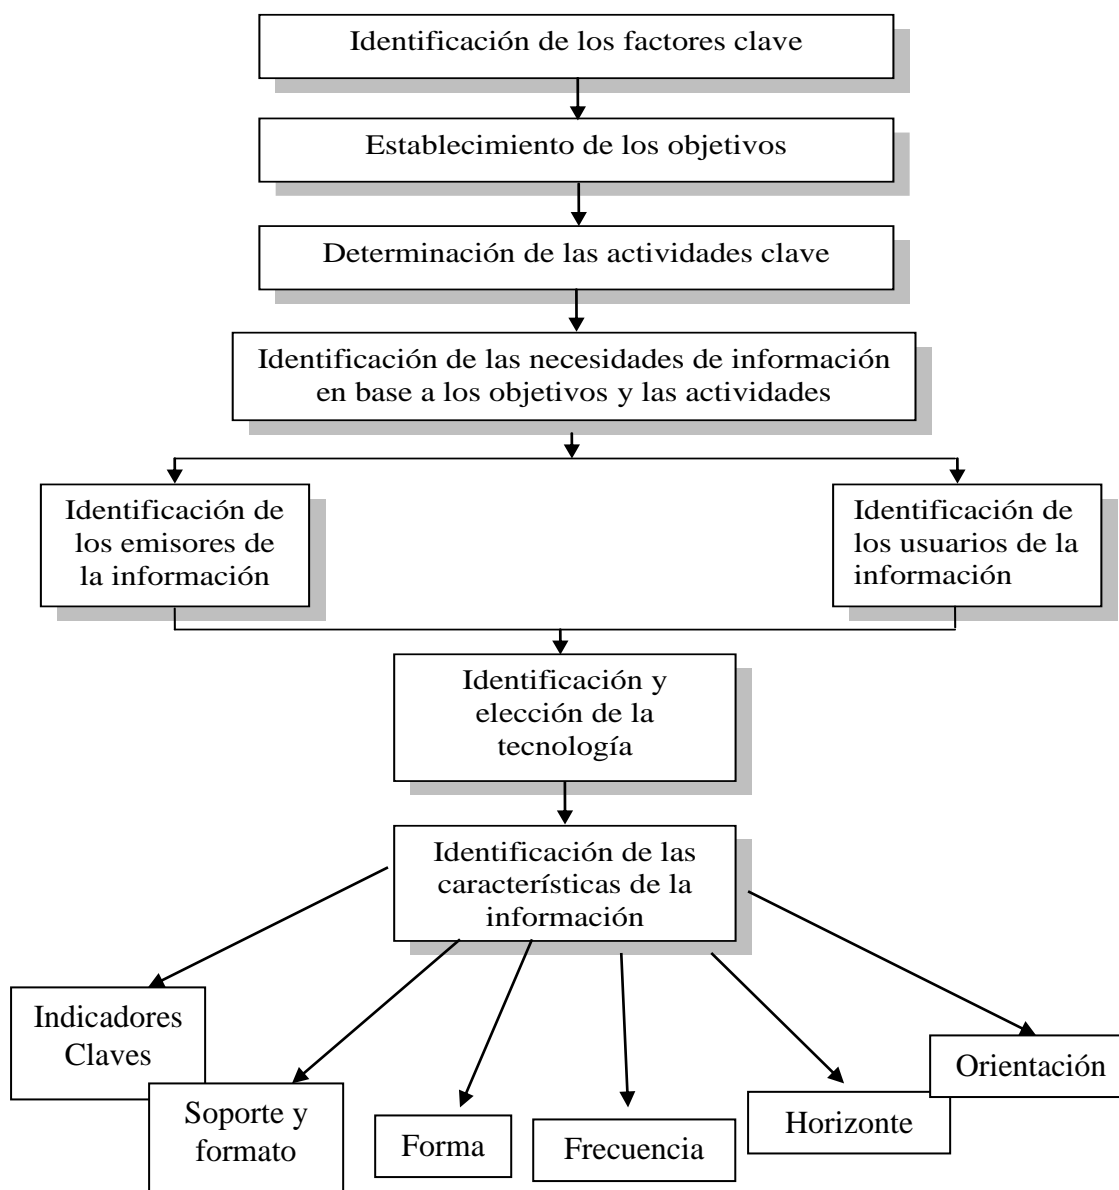 Identificación de los factores clave
Establecimiento de los objetivos
Determinación de las actividades clave
Identificación de las necesidades de información
en base a los objetivos y las actividades
Identificación de
los emisores de
la información
Identificación de
los usuarios de la
información
Identificación y
elección de la
tecnología
Identificación de las
características de la
información
Indicadores
Claves
Soporte y
formato
Forma
Frecuencia
Horizonte
Orientación